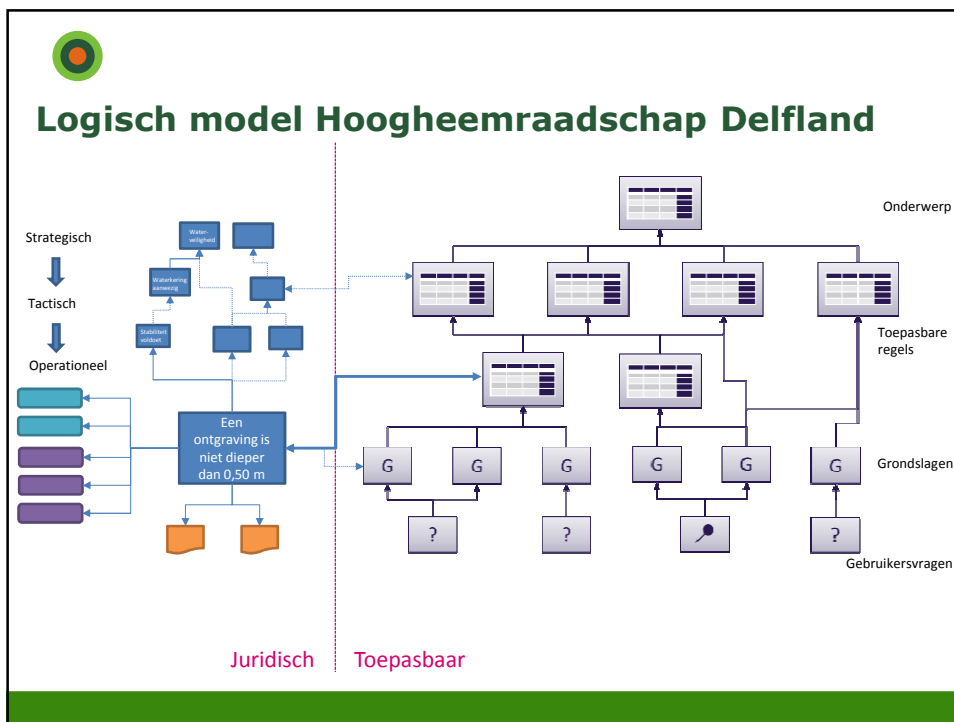 Logisch model Hoogheemraadschap Delfland
Onderwerp
Strategisch
Water-
veiligheid
Waterkering
aanwezig
Tactisch
Stabiliteit
voldoet
Toepasbare
regels
Operationeel
Een
ontgraving is
niet dieper
dan 0,50 m
G
G
G
G
G
G
Grondslagen
?
?
?
Gebruikersvragen
Juridisch
Toepasbaar